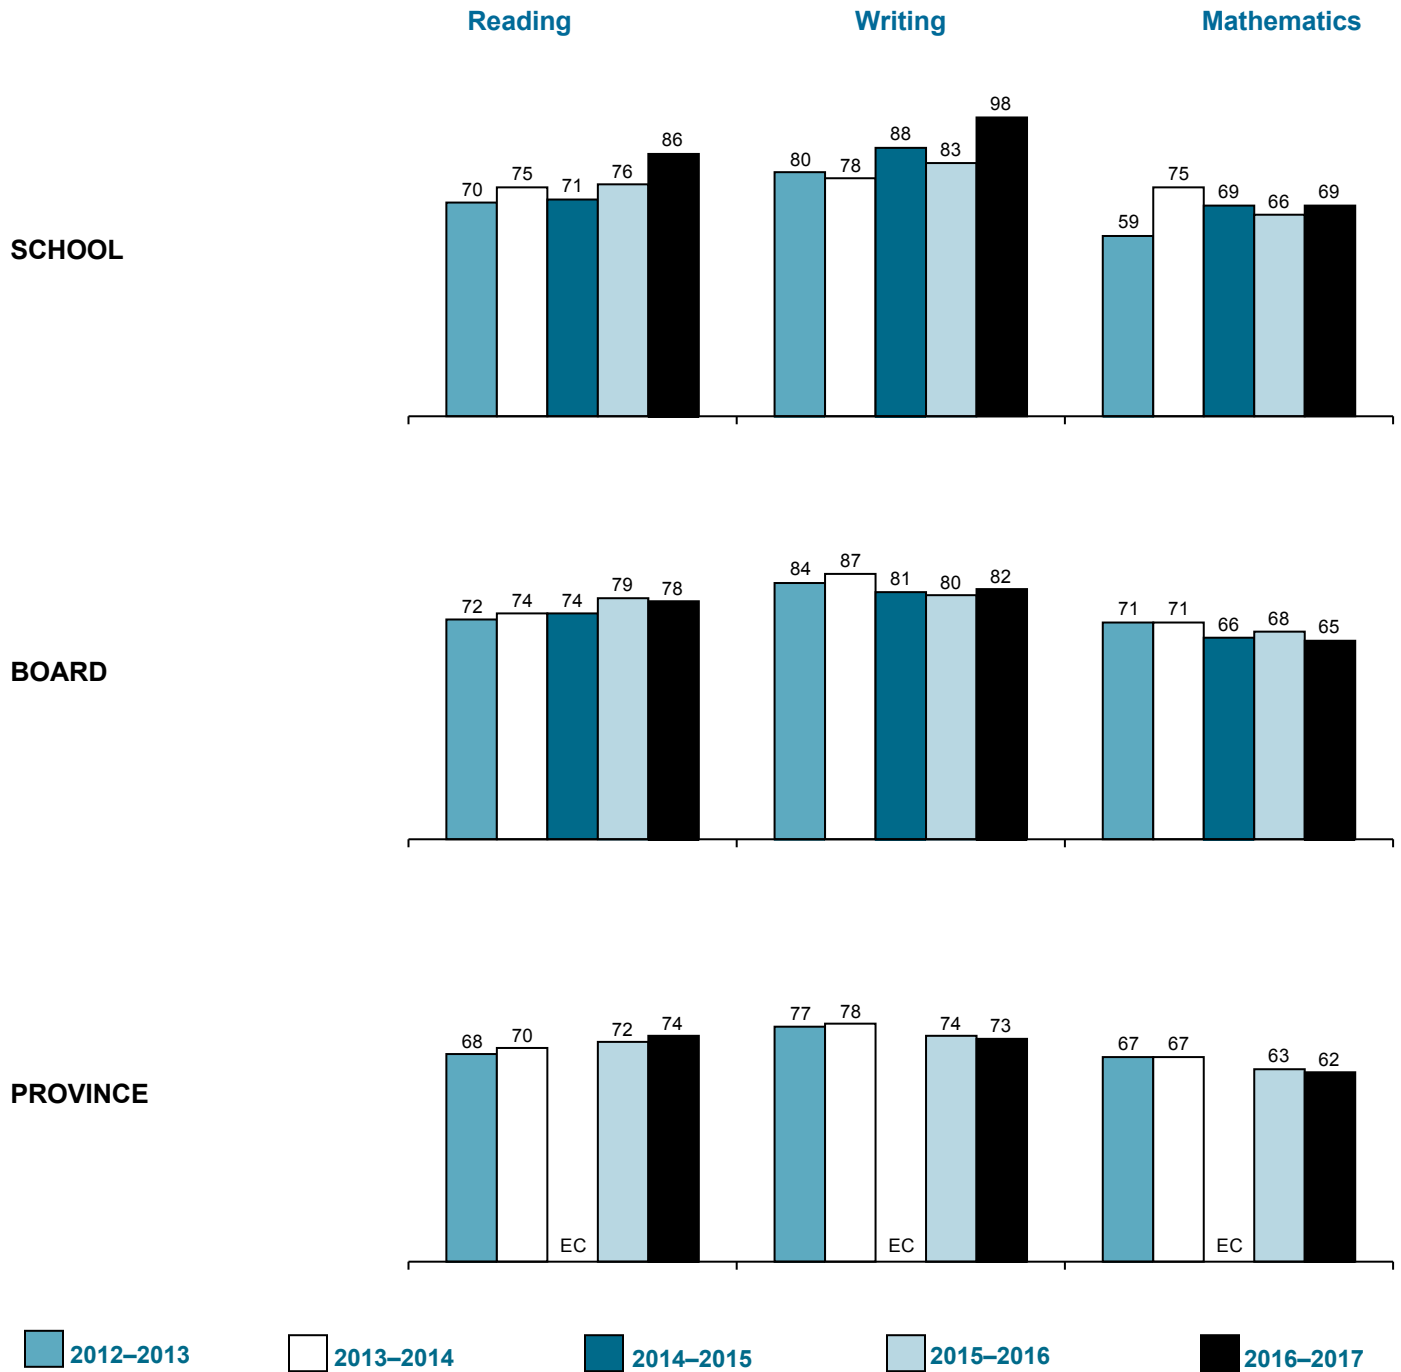 Reading Writing Mathematics
SCHOOL
70 75 71 76 86 80 78 88 83 98 59 75 69 66 69
BOARD
72 74 74 79 78 84 87 81 80 82 71 71 66 68 65
PROVINCE
68 70 EC 72 74 77 78 EC 74 73 67 67 EC 63 62
2012–2013 2013–2014 2014–2015 2015–2016 2016–2017